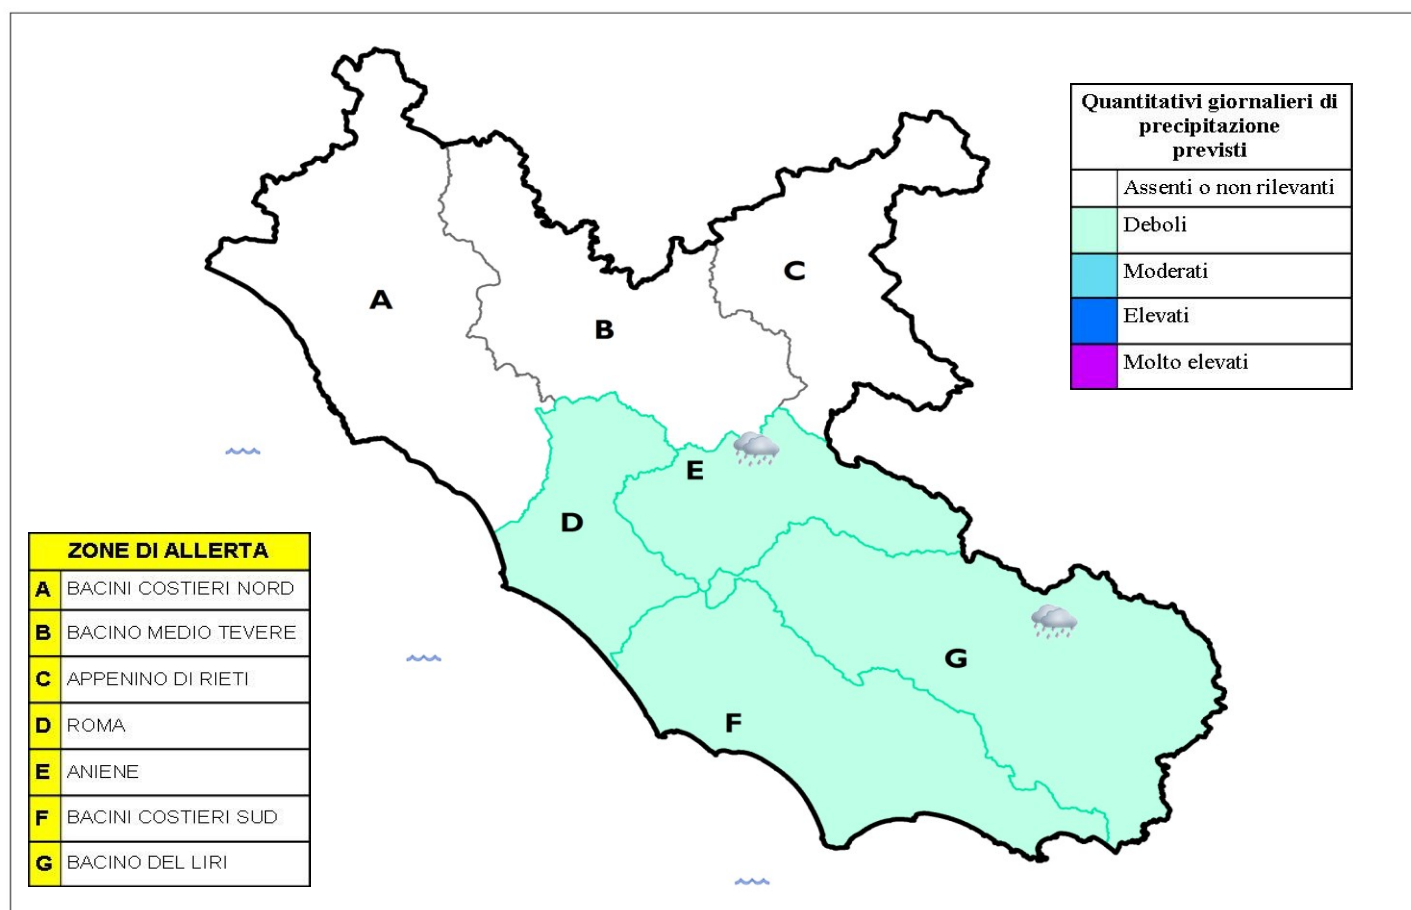 Quantitativi giornalieri di
precipitazione
previsti
Assenti o non rilevanti
Deboli
Moderati
Elevati
Molto elevati
A
B
C
D
E
F
G
ZONE DI ALLERTA
A BACINI COSTIERI NORD
B BACINO MEDIO TEVERE
C APPENINO DI RIETI
D ROMA
E ANIENE
F BACINI COSTIERI SUD
G BACINO DEL LIRI